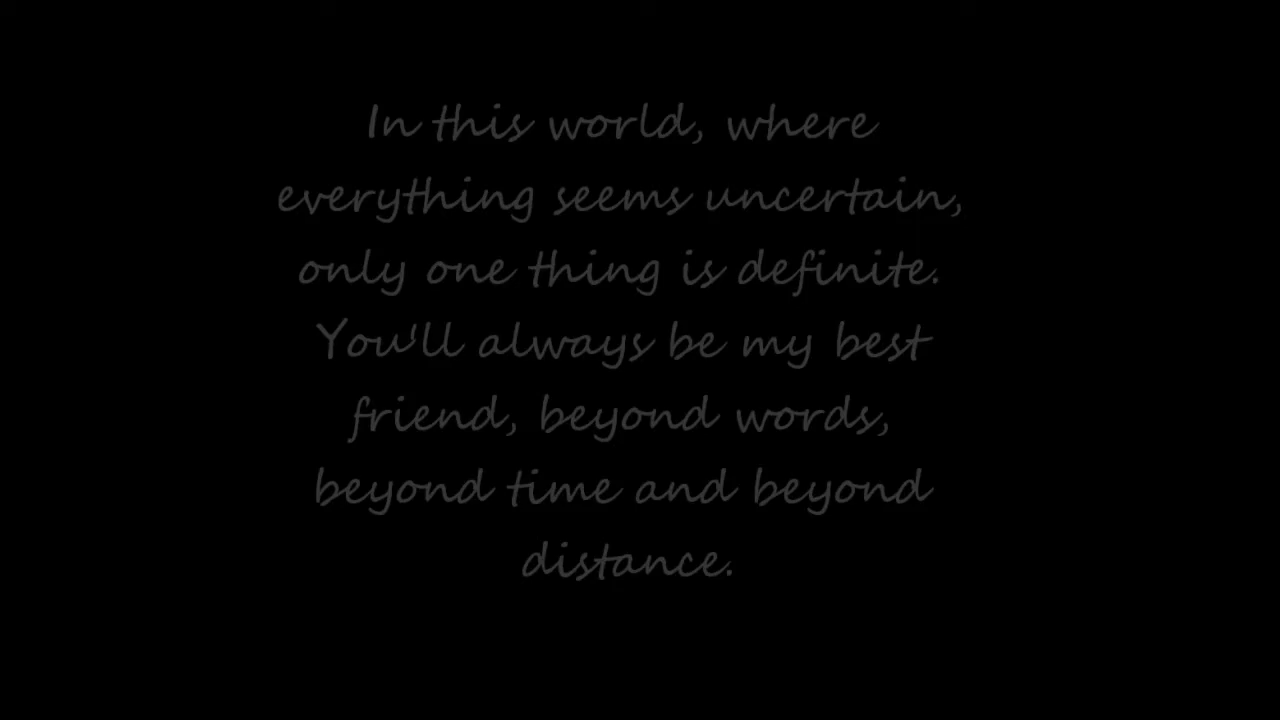 In this world, where
everything seems uncertain,
only one thing is definite.
You'll always be my best
friend, beyond words,
beyond time and beyond
distance.